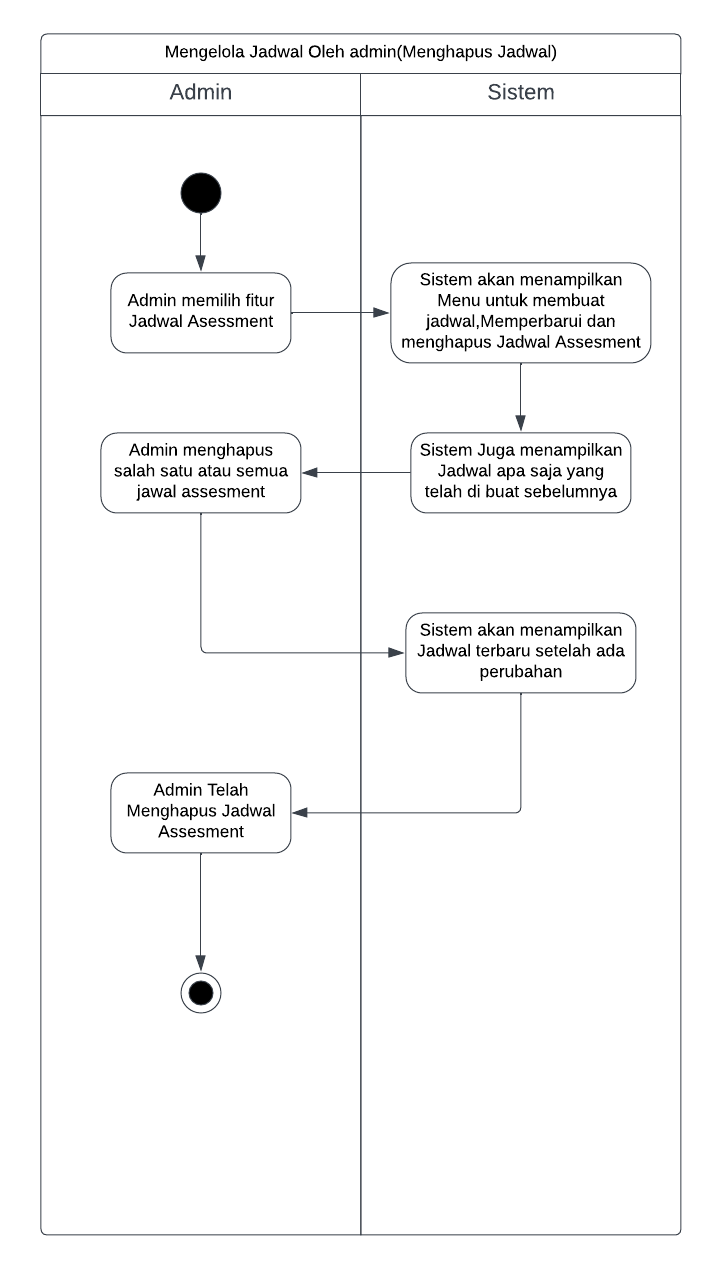 Mengelola Jadwal Oleh admin(Menghapus Jadwal)
Admin
Sistem
Admin memilih fitur
Jadwal Asessment
Sistem akan menampilkan
Menu untuk membuat
jadwal,Memperbarui dan
menghapus Jadwal Assesment
Sistem Juga menampilkan
Jadwal apa saja yang
telah di buat sebelumnya
Admin menghapus
salah satu atau semua
jawal assesment
Sistem akan menampilkan
Jadwal terbaru setelah ada
perubahan
Admin Telah
Menghapus Jadwal
Assesment